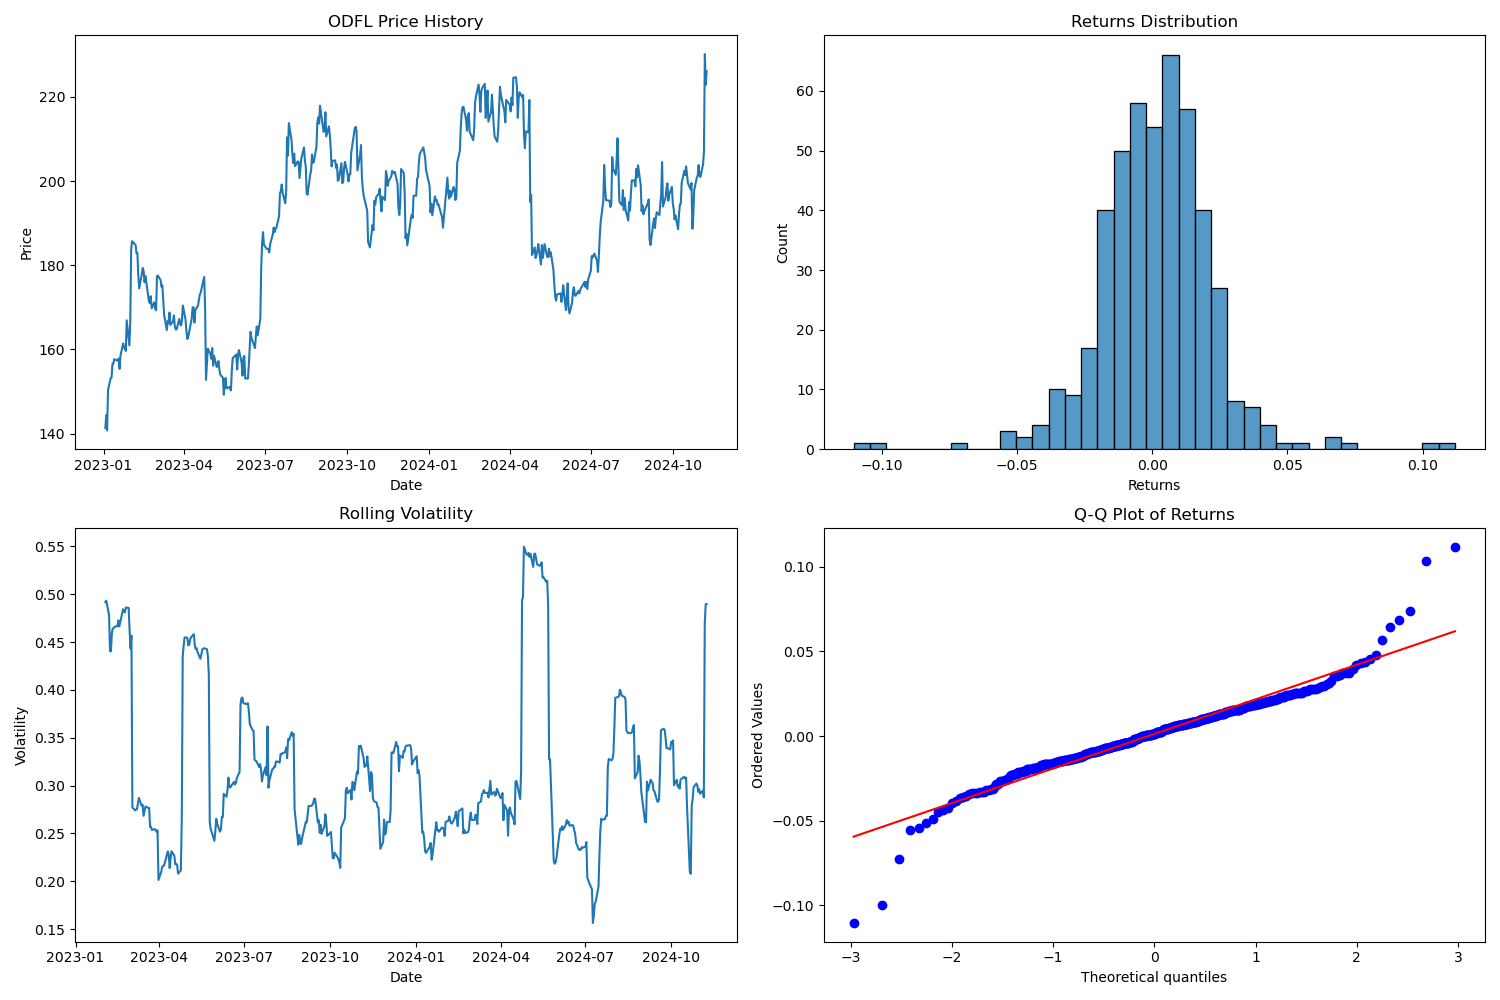 ODFL Price History
220
200
180
160
140
Price
2023-01 2023-04 2023-07 2023-10 2024-01 2024-04 2024-07 2024-10
Date
Returns Distribution
60
50
40
30
20
10
0
Count
−0.10 −0.05 0.00 0.05 0.10
Returns
Rolling Volatility
0.55
0.50
0.45
0.40
0.35
0.30
0.25
0.20
0.15
Volatility
2023-01 2023-04 2023-07 2023-10 2024-01 2024-04 2024-07 2024-10
Date
Q-Q Plot of Returns
0.10
0.05
0.00
−0.05
−0.10
Ordered Values
−3 −2 −1 0 1 2 3
Theoretical quantiles